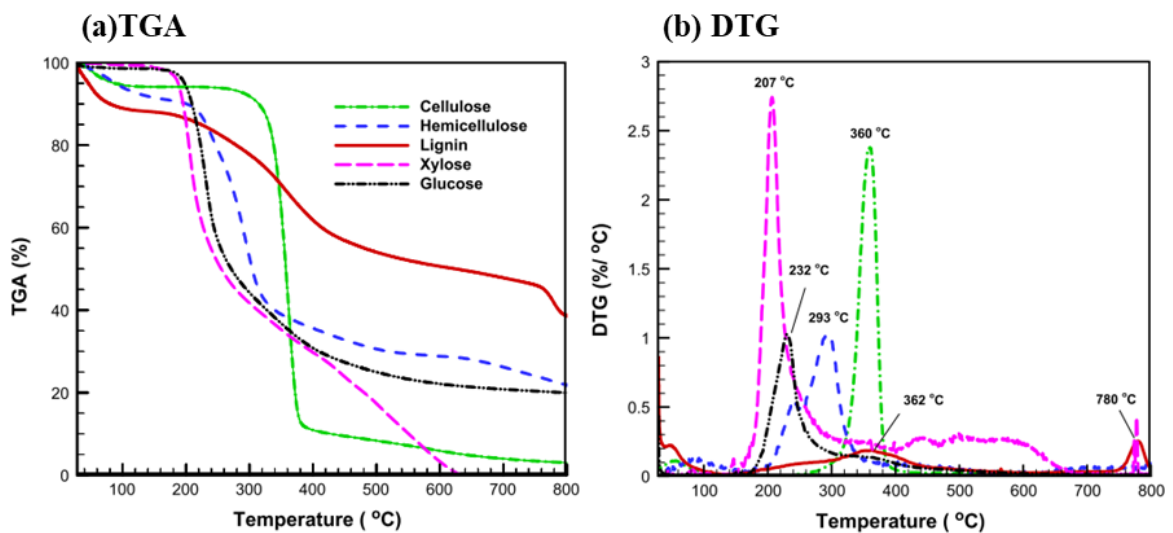 (a)TGA
(b) DTG
100
80
60
40
20
0
TGA (%)
Cellulose
Hemicellulose
Lignin
Xylose
Glucose
100
200
300
400
500
600
700
800
Temperature ( °C)
3
2.5
2
1.5
1
0.5
0
DTG (%/ °C)
207 °C
360 °C
232 °C
293 °C
362 °C
780 °C
100
200
300
400
500
600
700
800
Temperature ( °C)